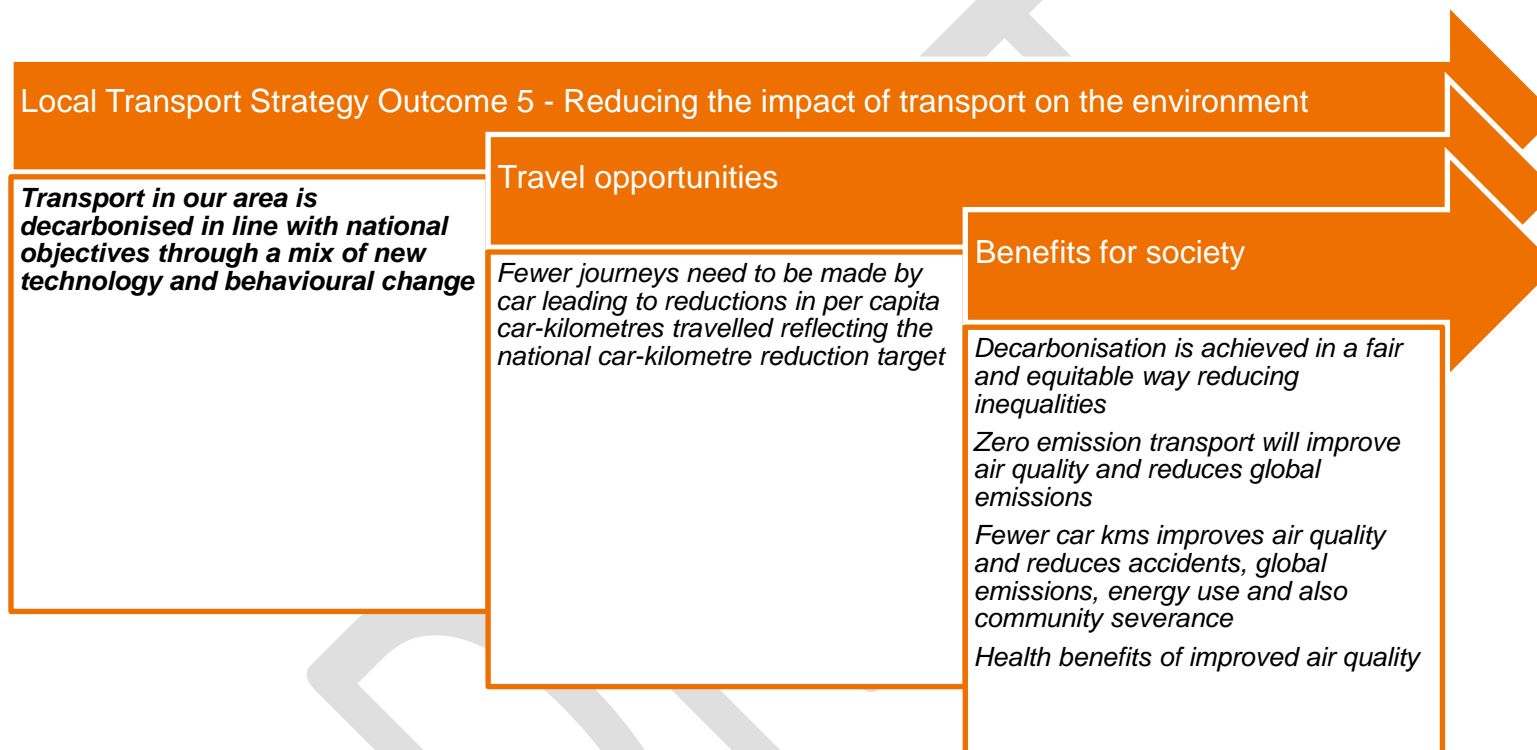 Local Transport Strategy Outcome 5 - Reducing the impact of transport on the environment
Transport in our area is
decarbonised in line with national
objectives through a mix of new
technology and behavioural change
Travel opportunities
Fewer journeys need to be made by
car leading to reductions in per capita
car-kilometres travelled reflecting the
national car-kilometre reduction target
Benefits for society
Decarbonisation is achieved in a fair
and equitable way reducing
inequalities
Zero emission transport will improve
air quality and reduces global
emissions
Fewer car kms improves air quality
and reduces accidents, global
emissions, energy use and also
community severance
Health benefits of improved air quality